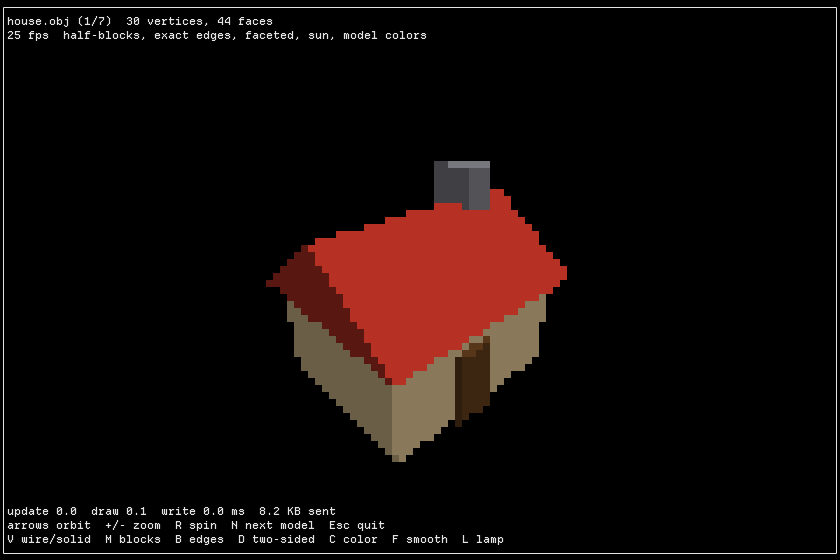 house.obj (1/7)  30 vertices, 44 faces
25 fps  half-blocks, exact edges, faceted, sun, model colors
update 0.0  draw 0.1  write 0.0 ms  8.2 KB sent
arrows orbit  +/- zoom  R spin  N next model  Esc quit
V wire/solid  M blocks  B edges  D two-sided  C color  F smooth  L lamp